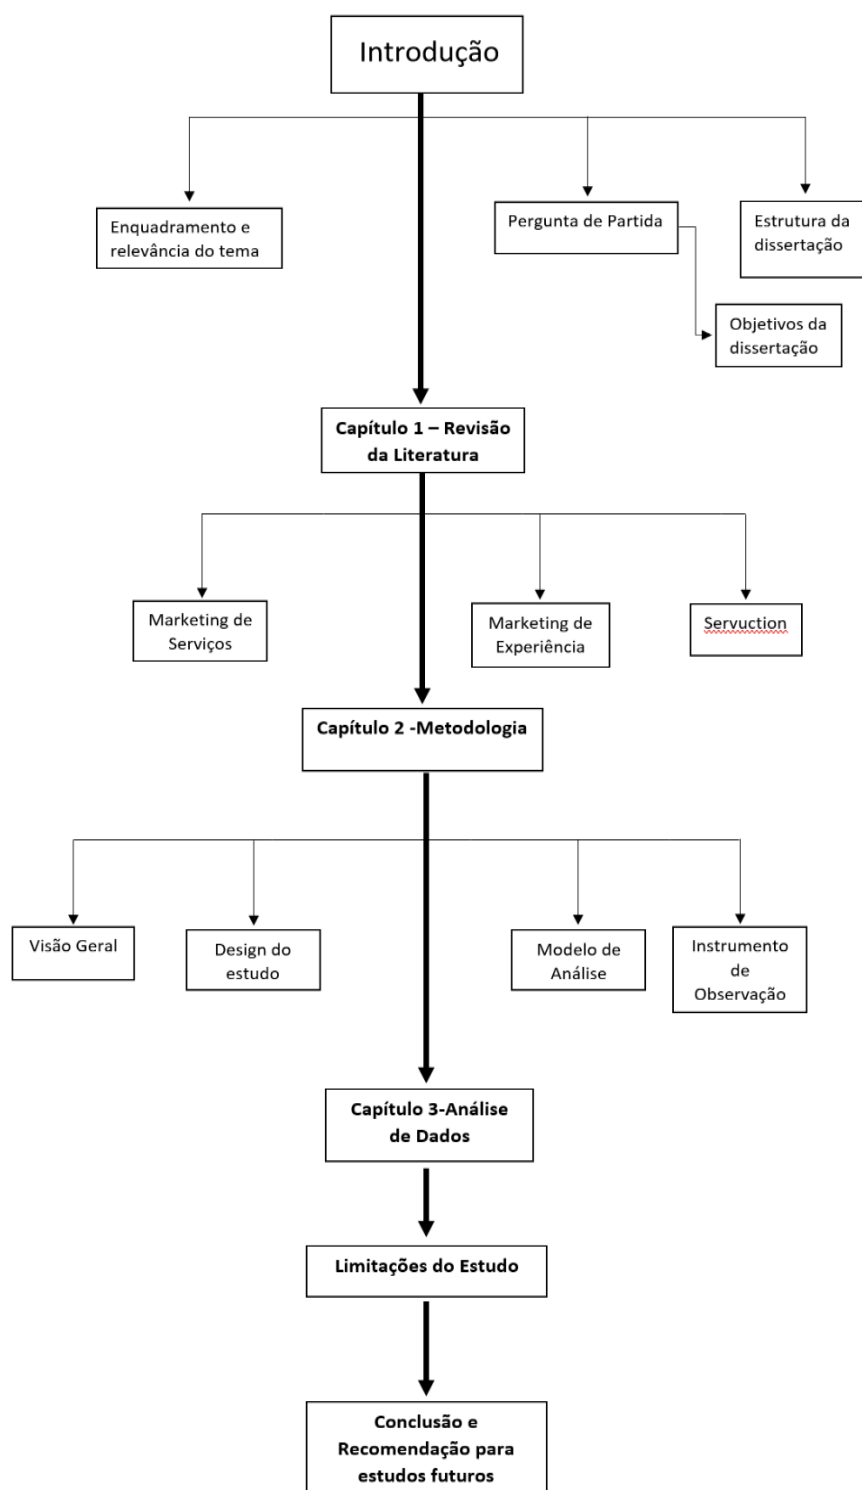 Introdução
Enquadramento e
relevância do tema
Pergunta de Partida
Estrutura da
dissertação
Objetivos da
dissertação
Capítulo 1 – Revisão
da Literatura
Marketing de
Serviços
Marketing de
Experiência
Servuction
Capítulo 2 -Metodologia
Visão Geral
Design do
estudo
Modelo de
Análise
Instrumento
de
Observação
Capítulo 3-Análise
de Dados
Limitações do Estudo
Conclusão e
Recomendação para
estudos futuros